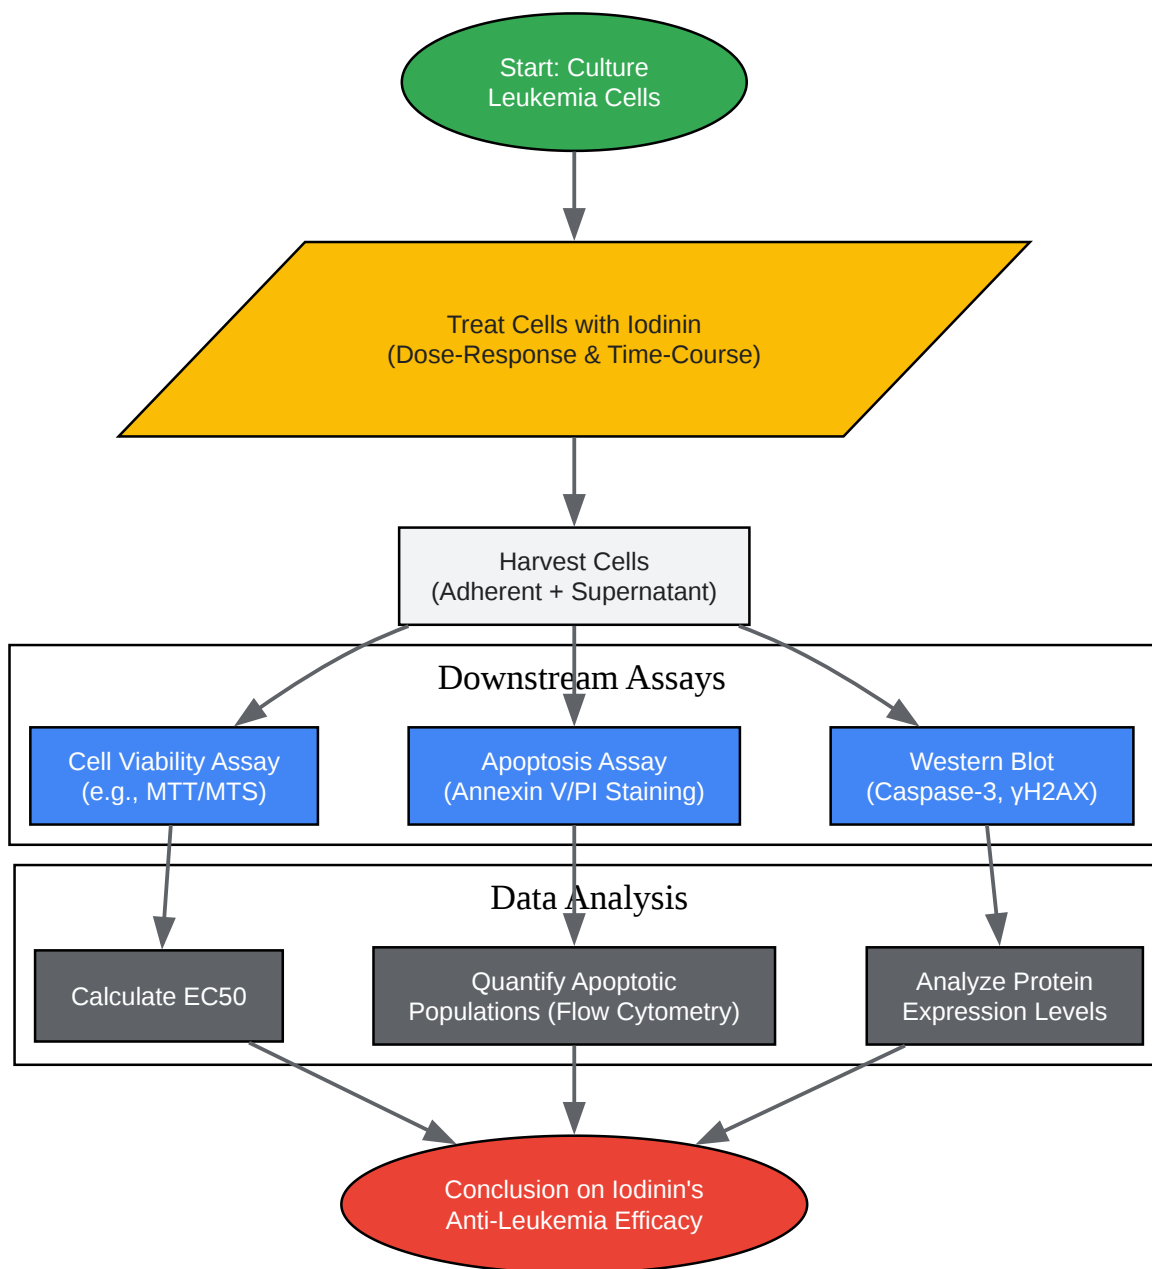 Start: Culture
Leukemia Cells
Treat Cells with Iodinin
(Dose-Response & Time-Course)
Harvest Cells
(Adherent + Supernatant)
Downstream Assays
Cell Viability Assay
(e.g., MTT/MTS)
Apoptosis Assay
(Annexin V/PI Staining)
Western Blot
(Caspase-3, γH2AX)
Data Analysis
Calculate EC50
Quantify Apoptotic
Populations (Flow Cytometry)
Analyze Protein
Expression Levels
Conclusion on Iodinin's
Anti-Leukemia Efficacy